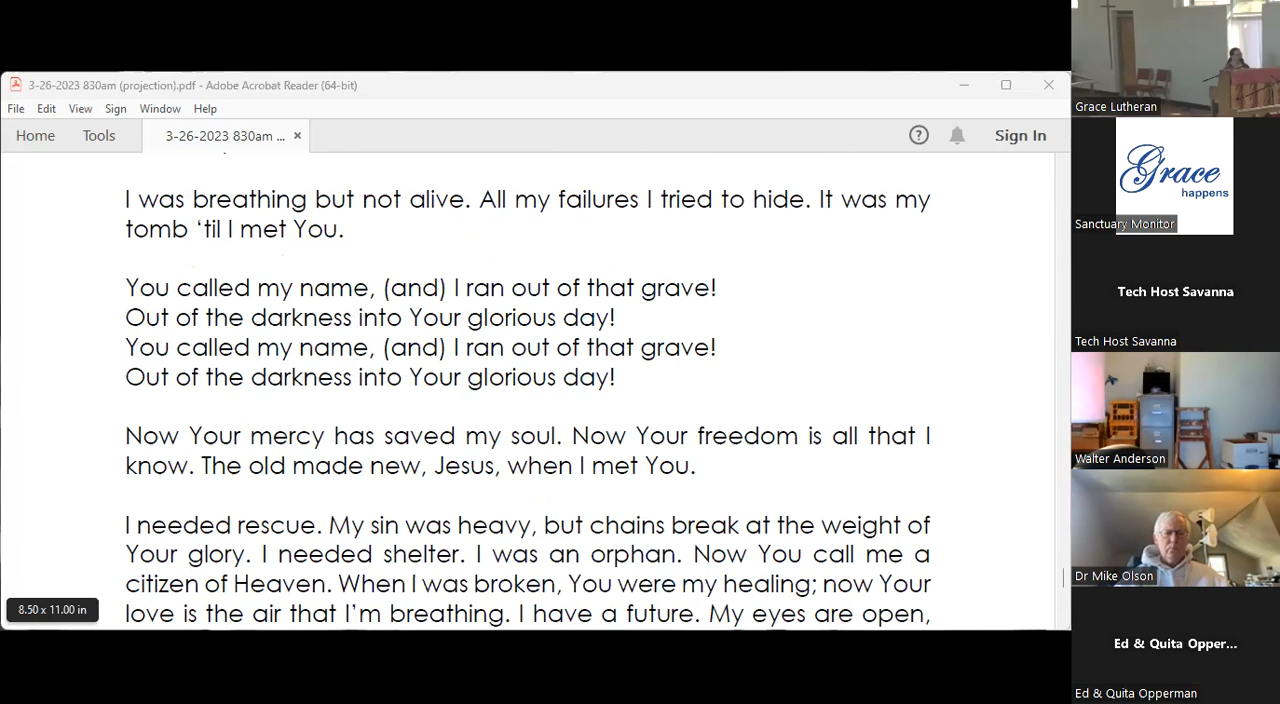 3-26-2023 830am (projection).pdf - Adobe Acrobat Reader (64-bit)
File Edit View Sign Window Help
Home Tools 3-26-2023 830am ... × Sign In
I was breathing but not alive. All my failures I tried to hide. It was my
tomb ‘til I met You.
You called my name, (and) I ran out of that grave!
Out of the darkness into Your glorious day!
You called my name, (and) I ran out of that grave!
Out of the darkness into Your glorious day!
Now Your mercy has saved my soul. Now Your freedom is all that I
know. The old made new, Jesus, when I met You.
I needed rescue. My sin was heavy, but chains break at the weight of
Your glory. I needed shelter. I was an orphan. Now You call me a
citizen of Heaven. When I was broken, You were my healing; now Your
love is the air that I’m breathing. I have a future. My eyes are open,
8.50 x 11.00 in
Grace Lutheran
Grace
happens
Sanctuary Monitor
Tech Host Savanna
Tech Host Savanna
Walter Anderson
Dr Mike Olson
Ed & Quita Opper...
Ed & Quita Opperman